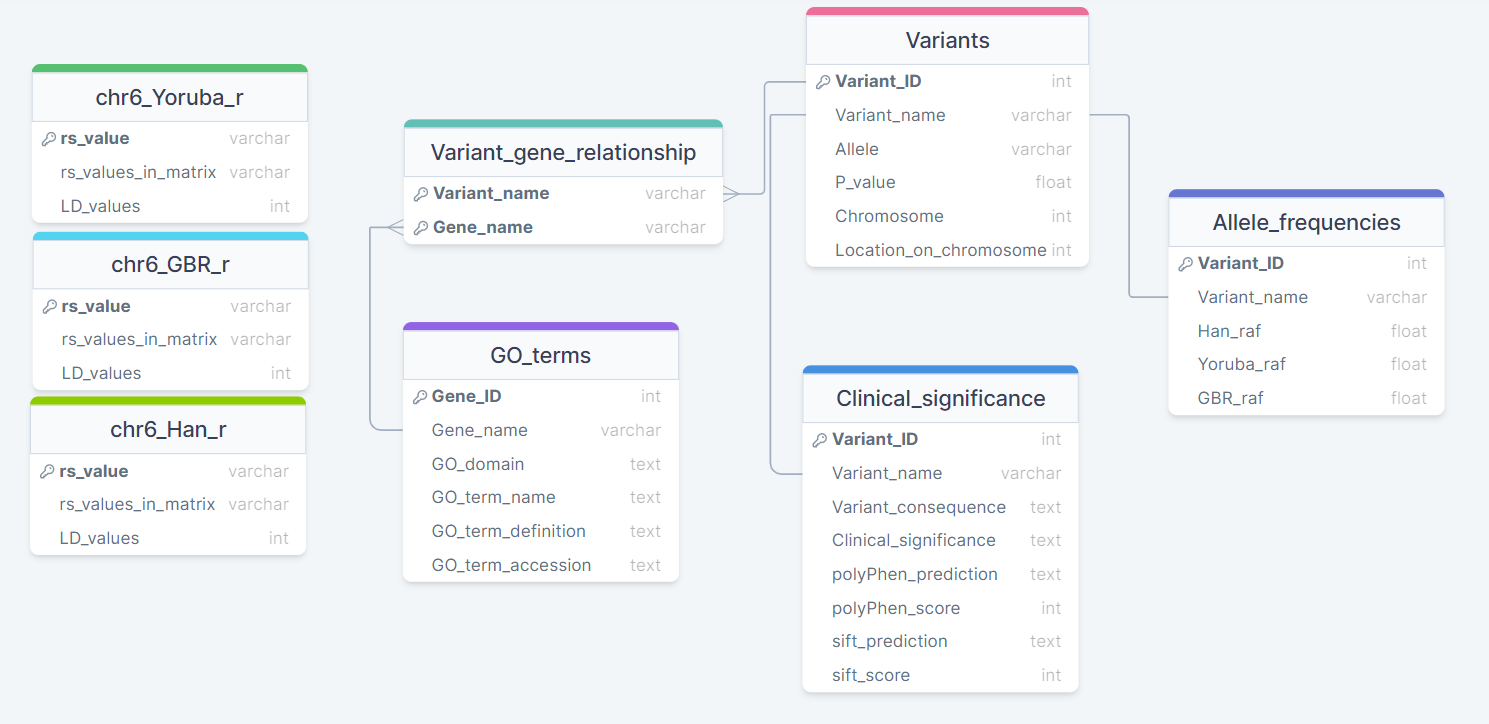 chr6_Yoruba_r
rs_value varchar
rs_values_in_matrix varchar
LD_values int
chr6_GBR_r
rs_value varchar
rs_values_in_matrix varchar
LD_values int
chr6_Han_r
rs_value varchar
rs_values_in_matrix varchar
LD_values int
Variant_gene_relationship
Variant_name varchar
Gene_name varchar
GO_terms
Gene_ID int
Gene_name varchar
GO_domain text
GO_term_name text
GO_term_definition text
GO_term_accession text
Variants
Variant_ID int
Variant_name varchar
Allele varchar
P_value float
Chromosome int
Location_on_chromosome int
Clinical_significance
Variant_ID int
Variant_name varchar
Variant_consequence text
Clinical_significance text
polyPhen_prediction text
polyPhen_score int
sift_prediction text
sift_score int
Allele_frequencies
Variant_ID int
Variant_name varchar
Han_raf float
Yoruba_raf float
GBR_raf float